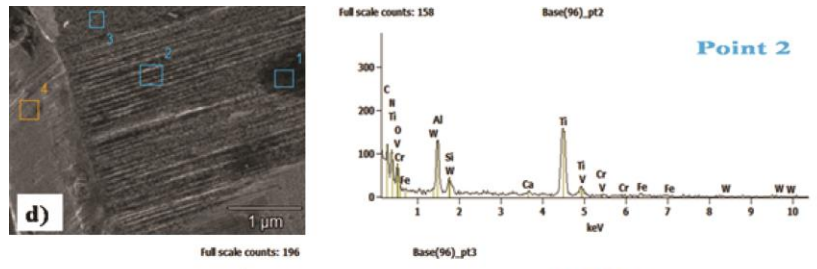 Full scale counts: 158
Base(96)_pt2
Point 2
3
2
1
4
d)
1 µm
300
200
100
0
C
N
Ti
O
V
Cr
Fe
W
Al
Si
W
Ca
Ti
Ti
V
Cr
V
Cr
Fe
Fe
W
W
W
1
2
3
4
5
6
7
8
9
10
keV
Full scale counts: 196
Base(96)_pt3